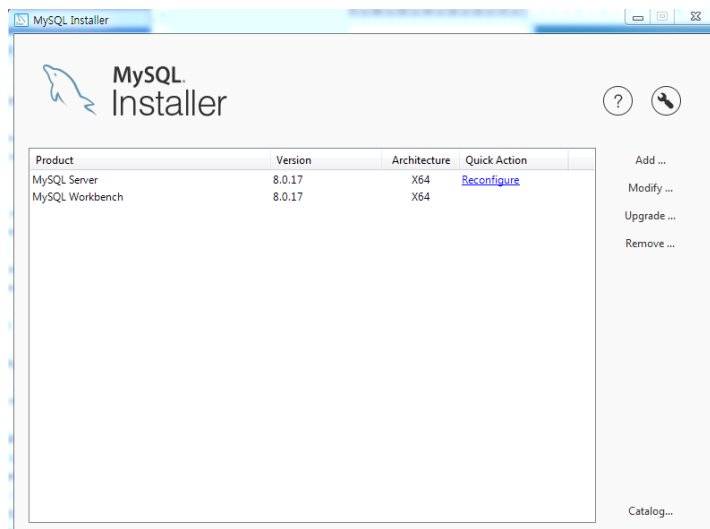 MySQL Installer
MySQL.
Installer
?
Product Version Architecture Quick Action
MySQL Server 8.0.17 X64 Reconfigure
MySQL Workbench 8.0.17 X64
Add ...
Modify ...
Upgrade ...
Remove ...
Catalog...